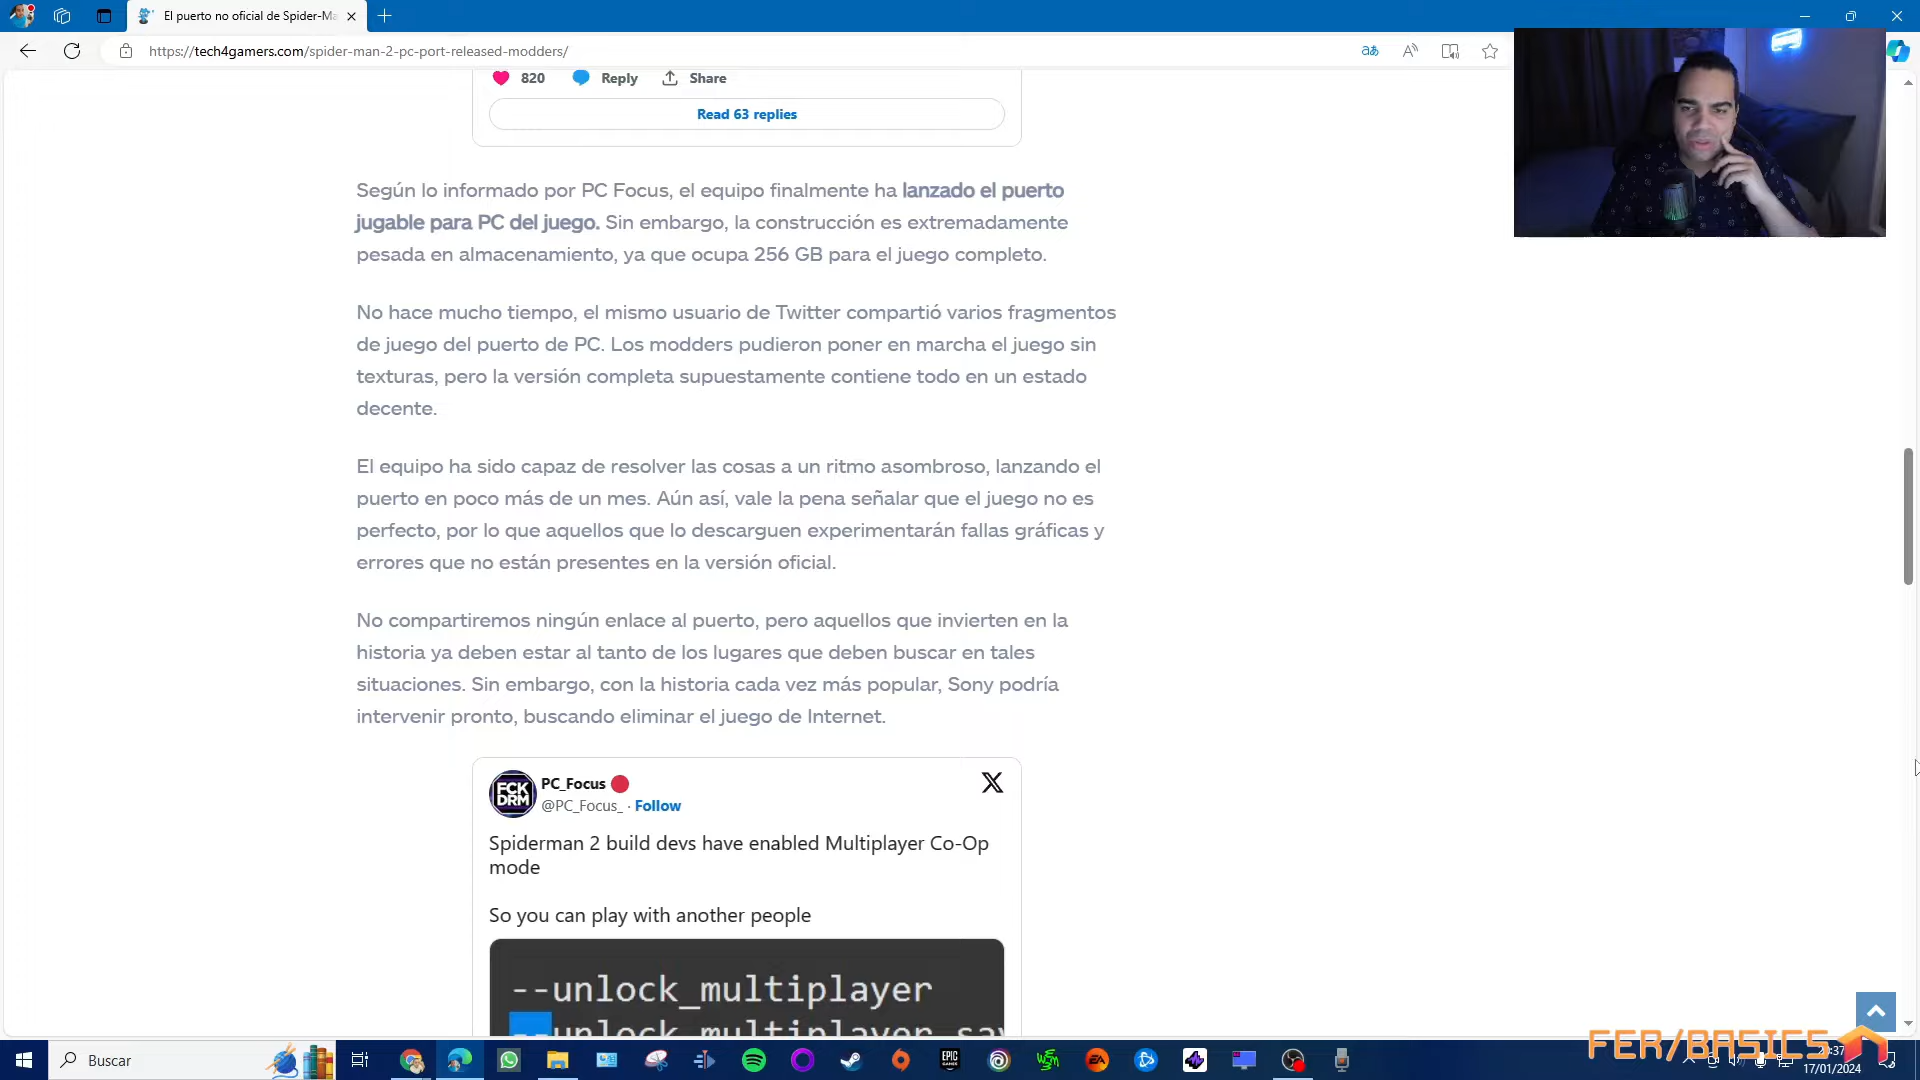 El puerto no oficial de Spider-Ma
https://tech4gamers.com/spider-man-2-pc-port-released-modders/
820 Reply Share
Read 63 replies
Según lo informado por PC Focus, el equipo finalmente ha lanzado el puerto
jugable para PC del juego. Sin embargo, la construcción es extremadamente
pesada en almacenamiento, ya que ocupa 256 GB para el juego completo.
No hace mucho tiempo, el mismo usuario de Twitter compartió varios fragmentos
de juego del puerto de PC. Los modders pudieron poner en marcha el juego sin
texturas, pero la versión completa supuestamente contiene todo en un estado
decente.
El equipo ha sido capaz de resolver las cosas a un ritmo asombroso, lanzando el
puerto en poco más de un mes. Aún así, vale la pena señalar que el juego no es
perfecto, por lo que aquellos que lo descarguen experimentarán fallas gráficas y
errores que no están presentes en la versión oficial.
No compartiremos ningún enlace al puerto, pero aquellos que invierten en la
historia ya deben estar al tanto de los lugares que deben buscar en tales
situaciones. Sin embargo, con la historia cada vez más popular, Sony podría
intervenir pronto, buscando eliminar el juego de Internet.
FCK
DRM
PC_Focus
@PC_Focus_ · Follow
Spiderman 2 build devs have enabled Multiplayer Co-Op
mode
So you can play with another people
--unlock_multiplayer
--unlock_multiplayer_sav
FER/BASICS
Buscar
17/01/2024